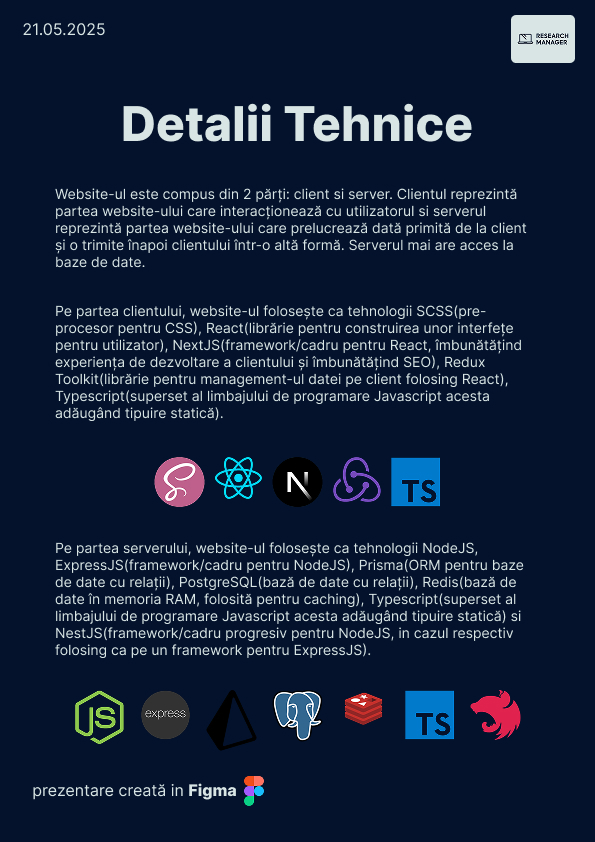 21.05.2025
RESEARCH
MANAGER
Detalii Tehnice
Website-ul este compus din 2 părți: client si server. Clientul reprezintă
partea website-ului care interacționează cu utilizatorul si serverul
reprezintă partea website-ului care prelucrează dată primită de la client
și o trimite înapoi clientului într-o altă formă. Serverul mai are acces la
baze de date.
Pe partea clientului, website-ul folosește ca tehnologii SCSS(pre-
procesor pentru CSS), React(librărie pentru construirea unor interfețe
pentru utilizator), NextJS(framework/cadru pentru React, îmbunătățind
experiența de dezvoltare a clientului și îmbunătățind SEO), Redux
Toolkit(librărie pentru management-ul datei pe client folosing React),
Typescript(superset al limbajului de programare Javascript acesta
adăugând tipuire statică).
N
TS
Pe partea serverului, website-ul folosește ca tehnologii NodeJS,
ExpressJS(framework/cadru pentru NodeJS), Prisma(ORM pentru baze
de date cu relații), PostgreSQL(bază de date cu relații), Redis(bază de
date în memoria RAM, folosită pentru caching), Typescript(superset al
limbajului de programare Javascript acesta adăugând tipuire statică) si
NestJS(framework/cadru progresiv pentru NodeJS, in cazul respectiv
folosing ca pe un framework pentru ExpressJS).
JS
express
TS
prezentare creată in Figma